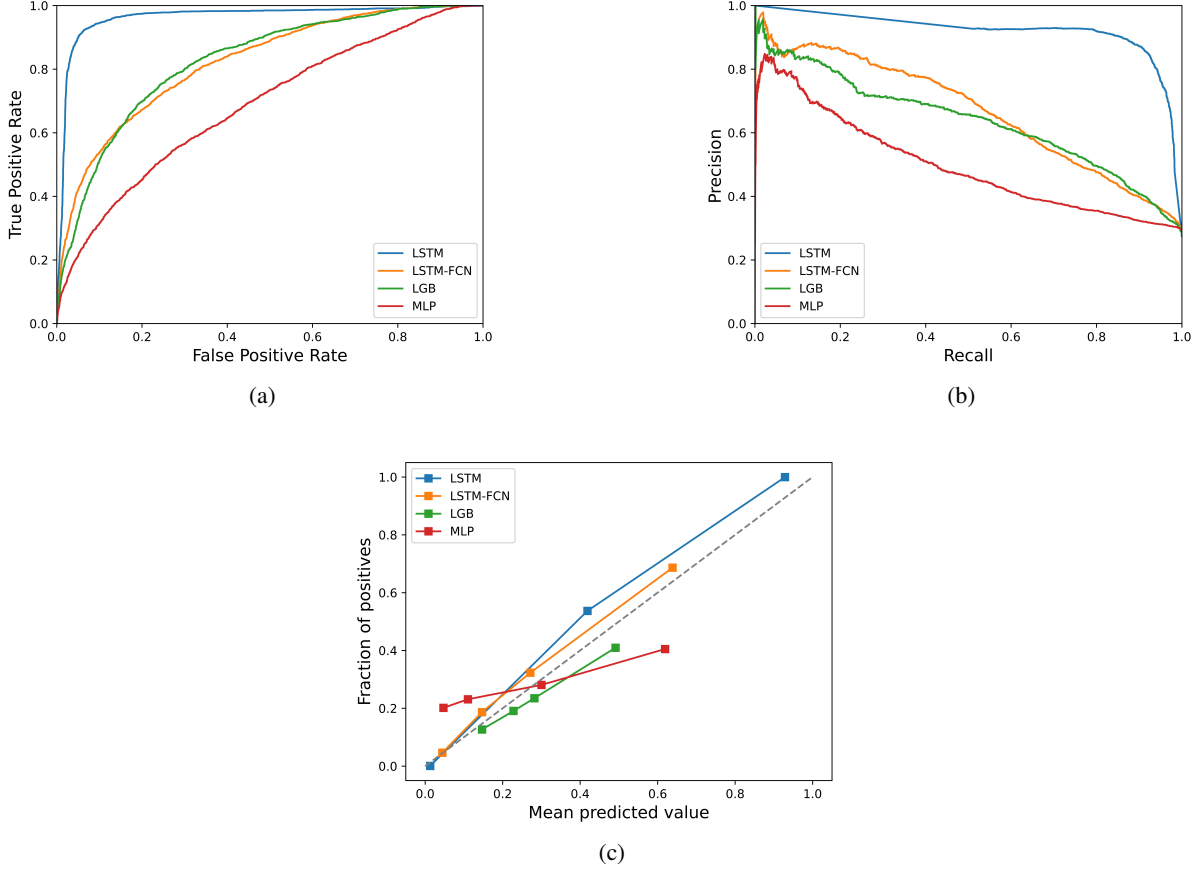 1.0
0.8
0.6
0.4
0.2
0.0
True Positive Rate
0.0 0.2 0.4 0.6 0.8 1.0
False Positive Rate
LSTM
LSTM-FCN
LGB
MLP
(a)
1.0
0.8
0.6
0.4
0.2
0.0
Precision
0.0 0.2 0.4 0.6 0.8 1.0
Recall
LSTM
LSTM-FCN
LGB
MLP
(b)
1.0
0.8
0.6
0.4
0.2
0.0
Fraction of positives
LSTM
LSTM-FCN
LGB
MLP
0.0 0.2 0.4 0.6 0.8 1.0
Mean predicted value
(c)